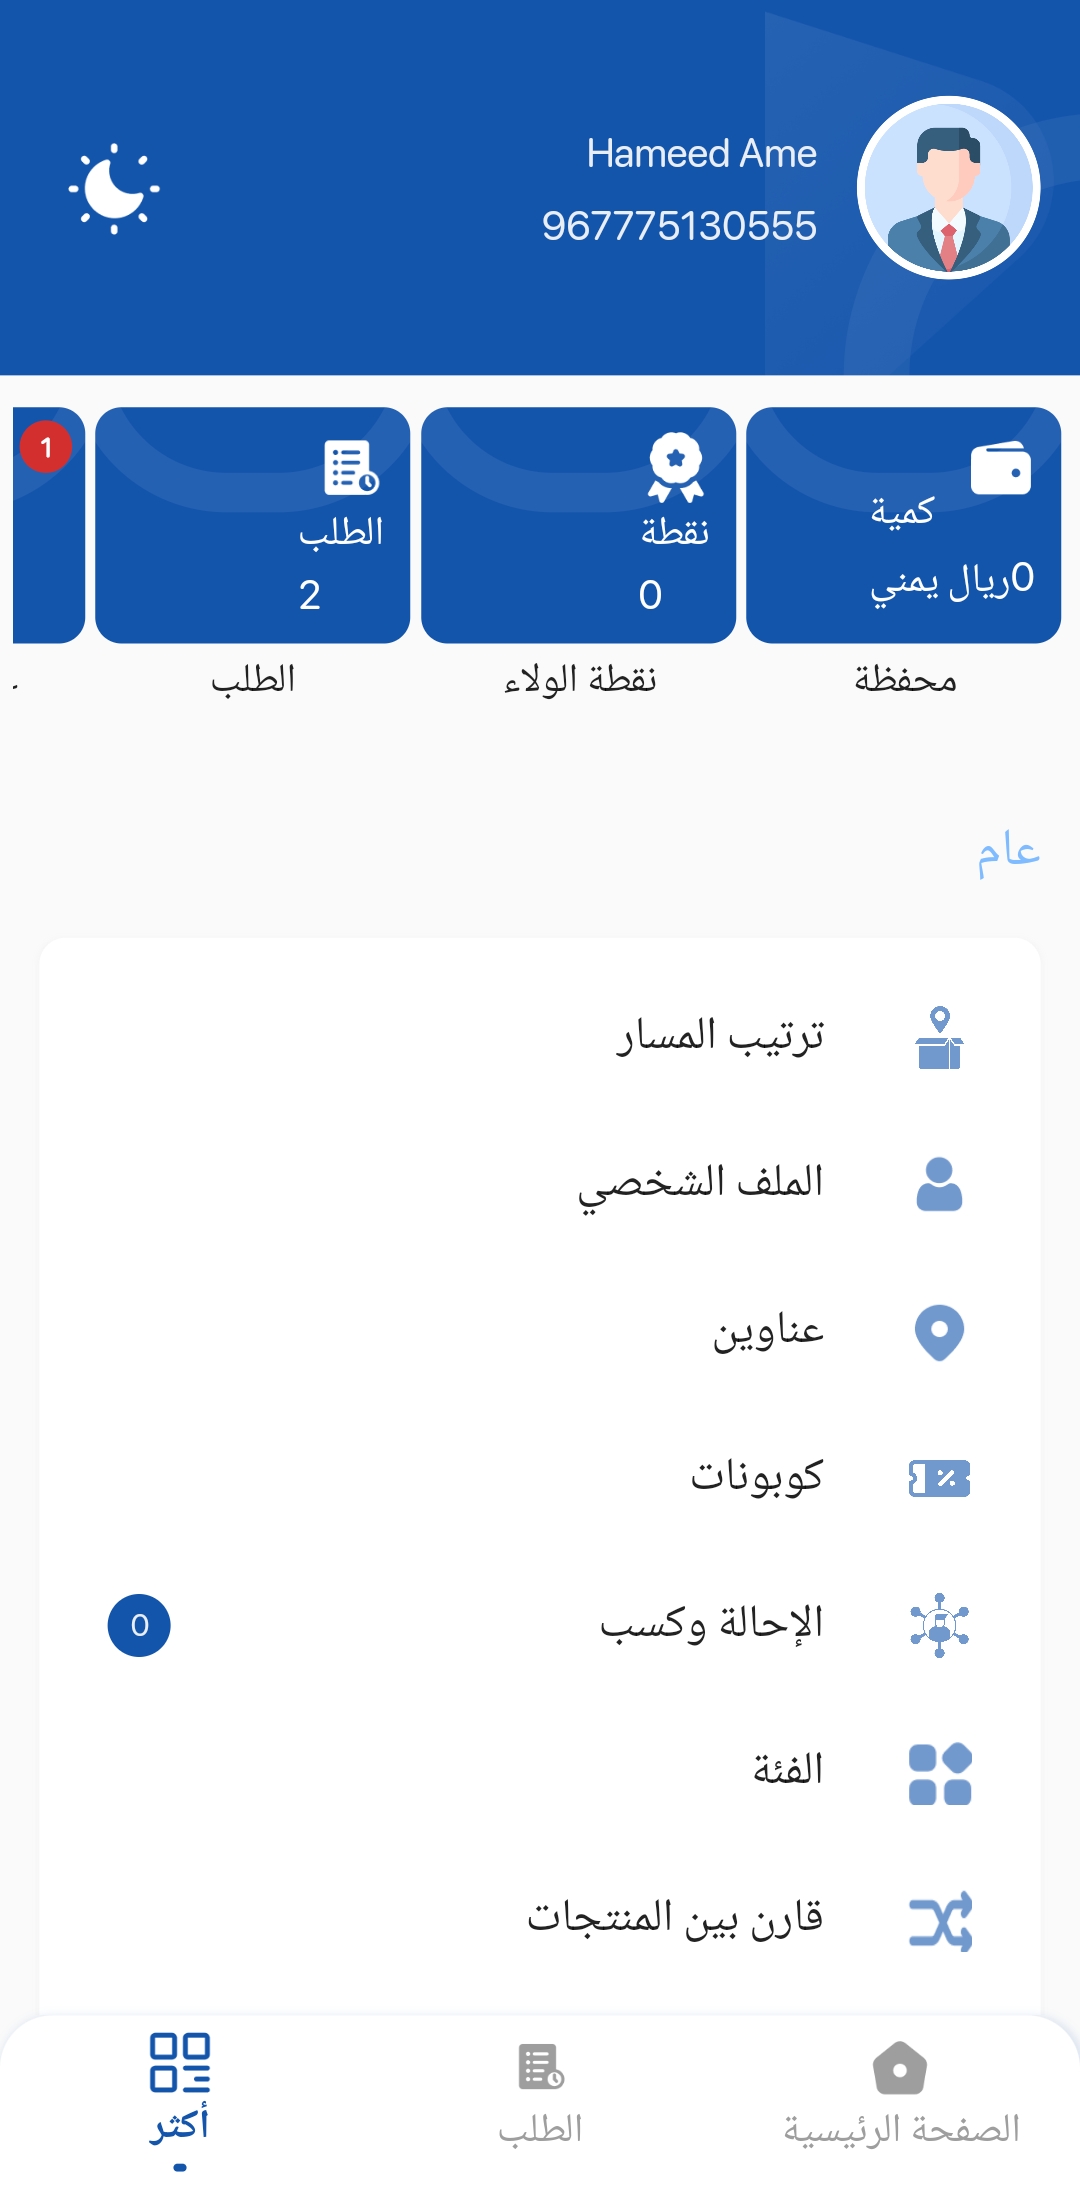 Hameed Ame
967775130555
كمية
0ريال يمني
محفظة
نقطة
0
نقطة الولاء
الطلب
2
الطلب
1
عام
ترتيب المسار
الملف الشخصي
عناوين
كوبونات
الإحالة وكسب
0
الفئة
قارن بين المنتجات
الصفحة الرئيسية
الطلب
أكثر